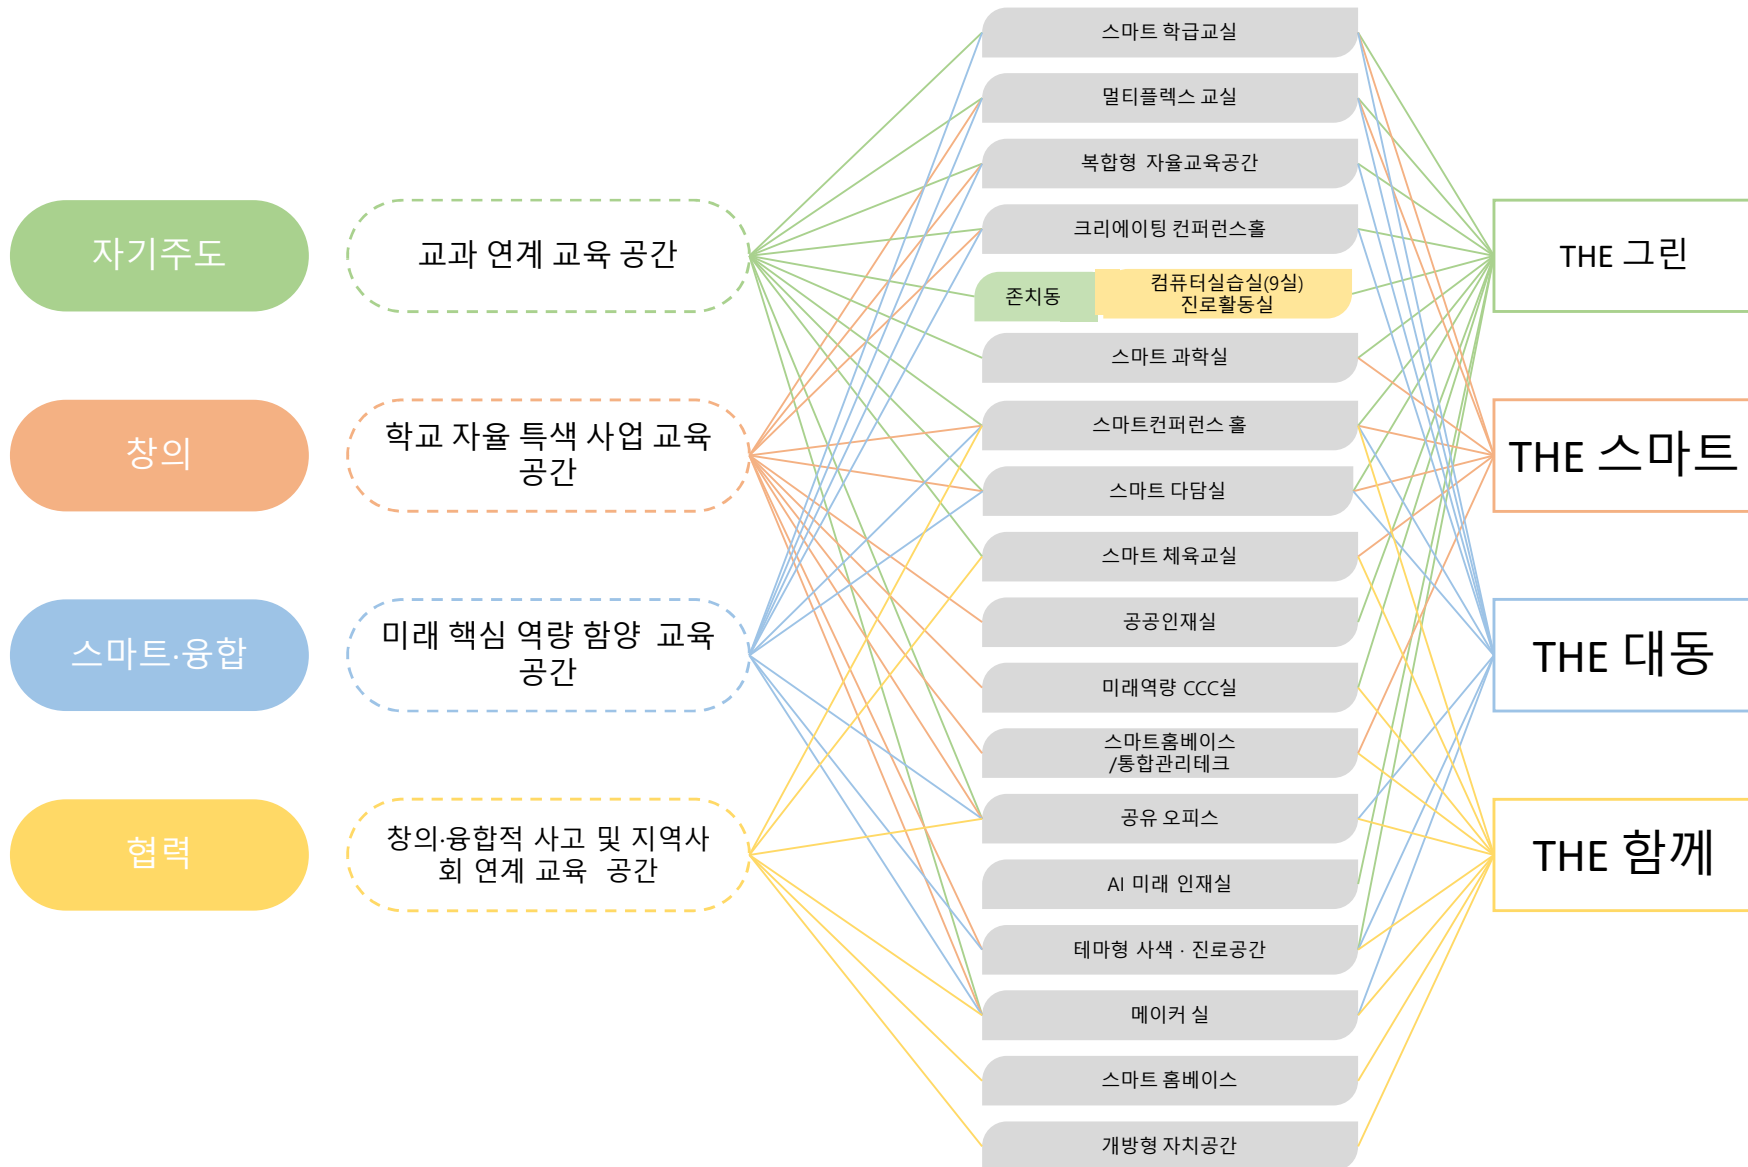 자기주도
창의
스마트·융합
협력
교과 연계 교육 공간
학교 자율 특색 사업 교육
공간
미래 핵심 역량 함양 교육
공간
창의·융합적 사고 및 지역사
회 연계 교육 공간
스마트 학급교실
멀티플렉스 교실
복합형 자율교육공간
크리에이팅 컨퍼런스홀
존치동
컴퓨터실습실(9실)
진로활동실
스마트 과학실
스마트컨퍼런스 홀
스마트 다담실
스마트 체육교실
공공인재실
미래역량 CCC실
스마트홈베이스
/통합관리테크
공유 오피스
AI 미래 인재실
테마형 사색 · 진로공간
메이커 실
스마트 홈베이스
개방형 자치공간
THE 그린
THE 스마트
THE 대동
THE 함께